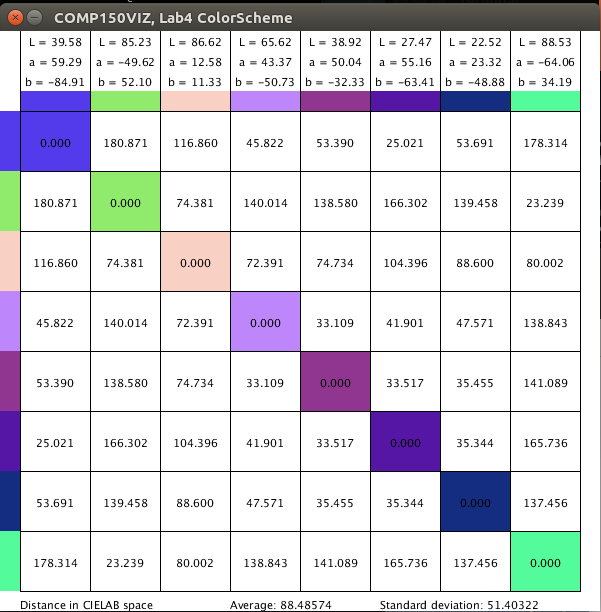 COMP150VIZ, Lab4 ColorScheme
L = 39.58 L = 85.23 L = 86.62 L = 65.62 L = 38.92 L = 27.47 L = 22.52 L = 88.53
a = 59.29 a = −49.62 a = 12.58 a = 43.37 a = 50.04 a = 55.16 a = 23.32 a = −64.06
b = −84.91 b = 52.10 b = 11.33 b = −50.73 b = −32.33 b = −63.41 b = −48.88 b = 34.19
0.000 180.871 116.860 45.822 53.390 25.021 53.691 178.314
180.871 0.000 74.381 140.014 138.580 166.302 139.458 23.239
116.860 74.381 0.000 72.391 74.734 104.396 88.600 80.002
45.822 140.014 72.391 0.000 33.109 41.901 47.571 138.843
53.390 138.580 74.734 33.109 0.000 33.517 35.455 141.089
25.021 166.302 104.396 41.901 33.517 0.000 35.344 165.736
53.691 139.458 88.600 47.571 35.455 35.344 0.000 137.456
178.314 23.239 80.002 138.843 141.089 165.736 137.456 0.000
Distance in CIELAB space Average: 88.48574 Standard deviation: 51.40322